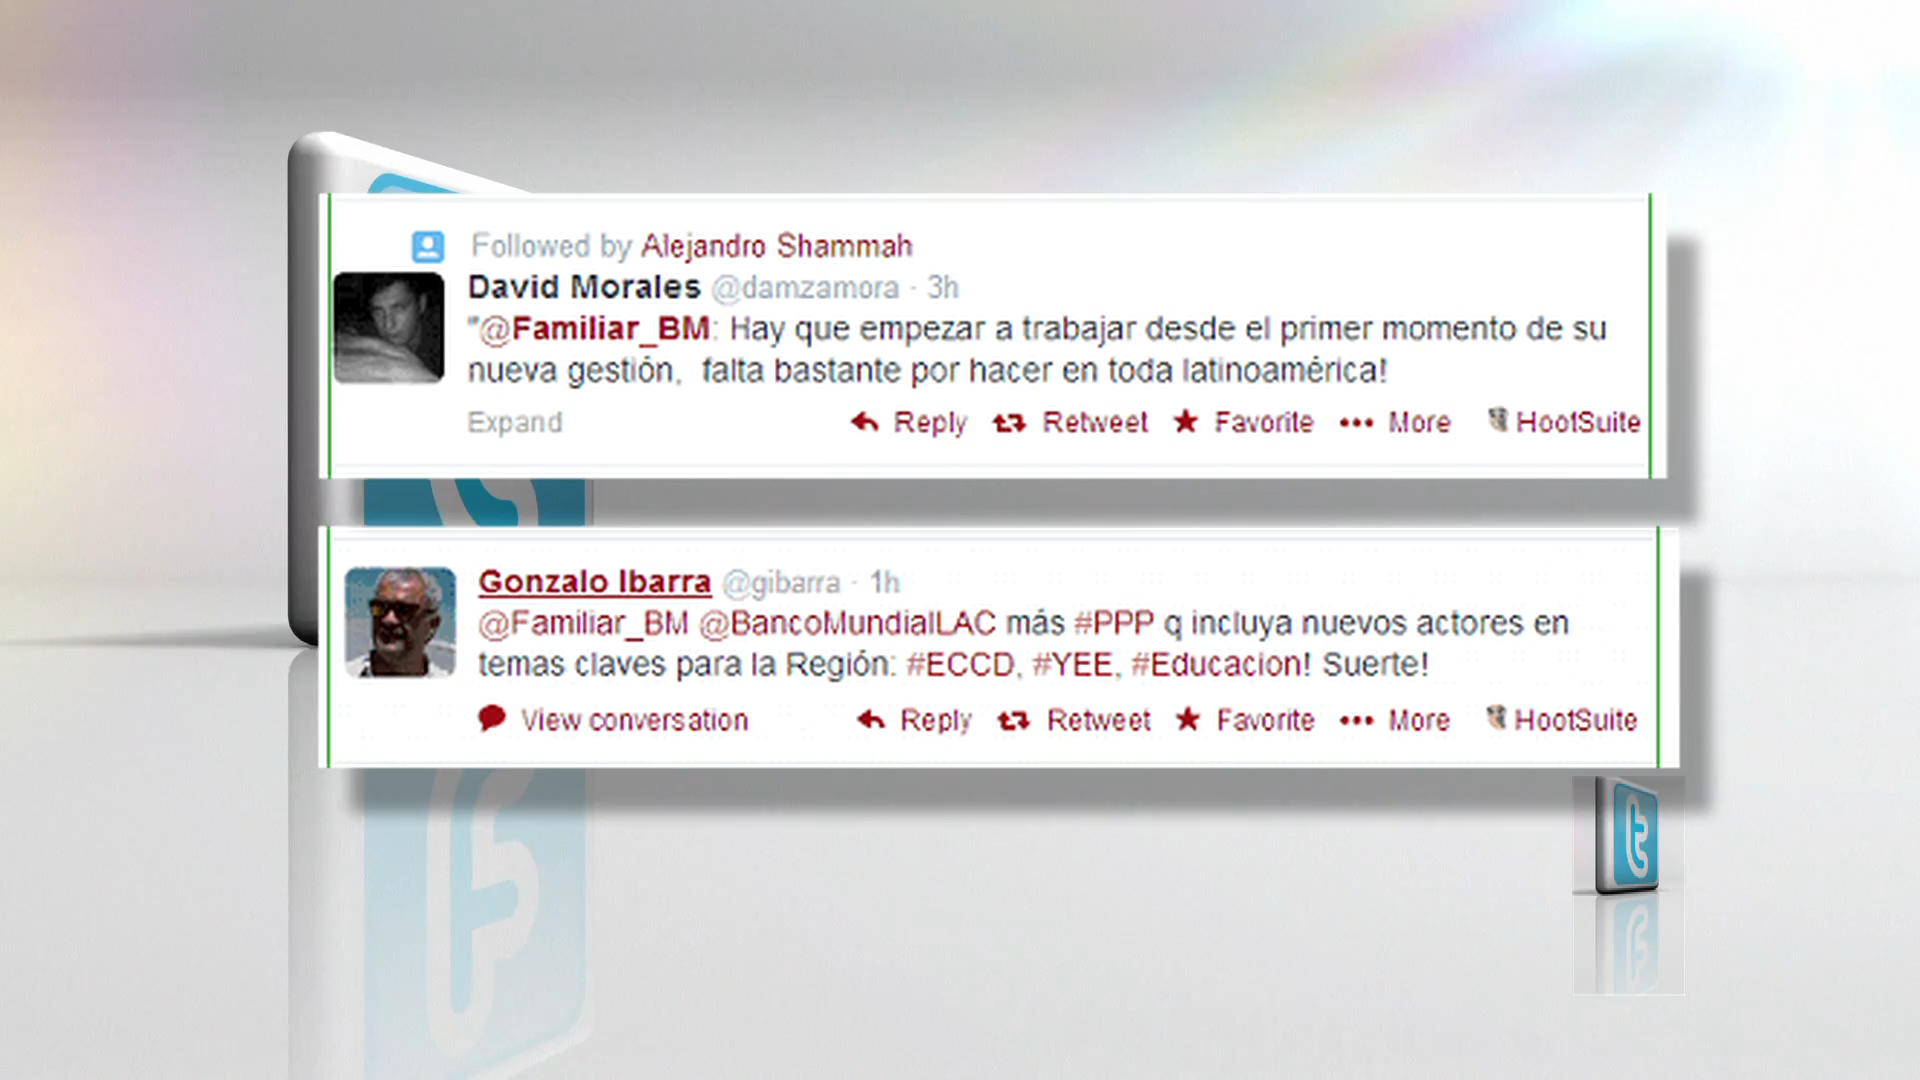 Followed by Alejandro Shammah
David Morales @damzamora · 3h
"@Familiar_BM: Hay que empezar a trabajar desde el primer momento de su
nueva gestión, falta bastante por hacer en toda latinoamérica!
Expand Reply Retweet Favorite More HootSuite
Gonzalo Ibarra @gibarra · 1h
@Familiar_BM @BancoMundialLAC más #PPP q incluya nuevos actores en
temas claves para la Región: #ECCD, #YEE, #Educacion! Suerte!
View conversation Reply Retweet Favorite More HootSuite